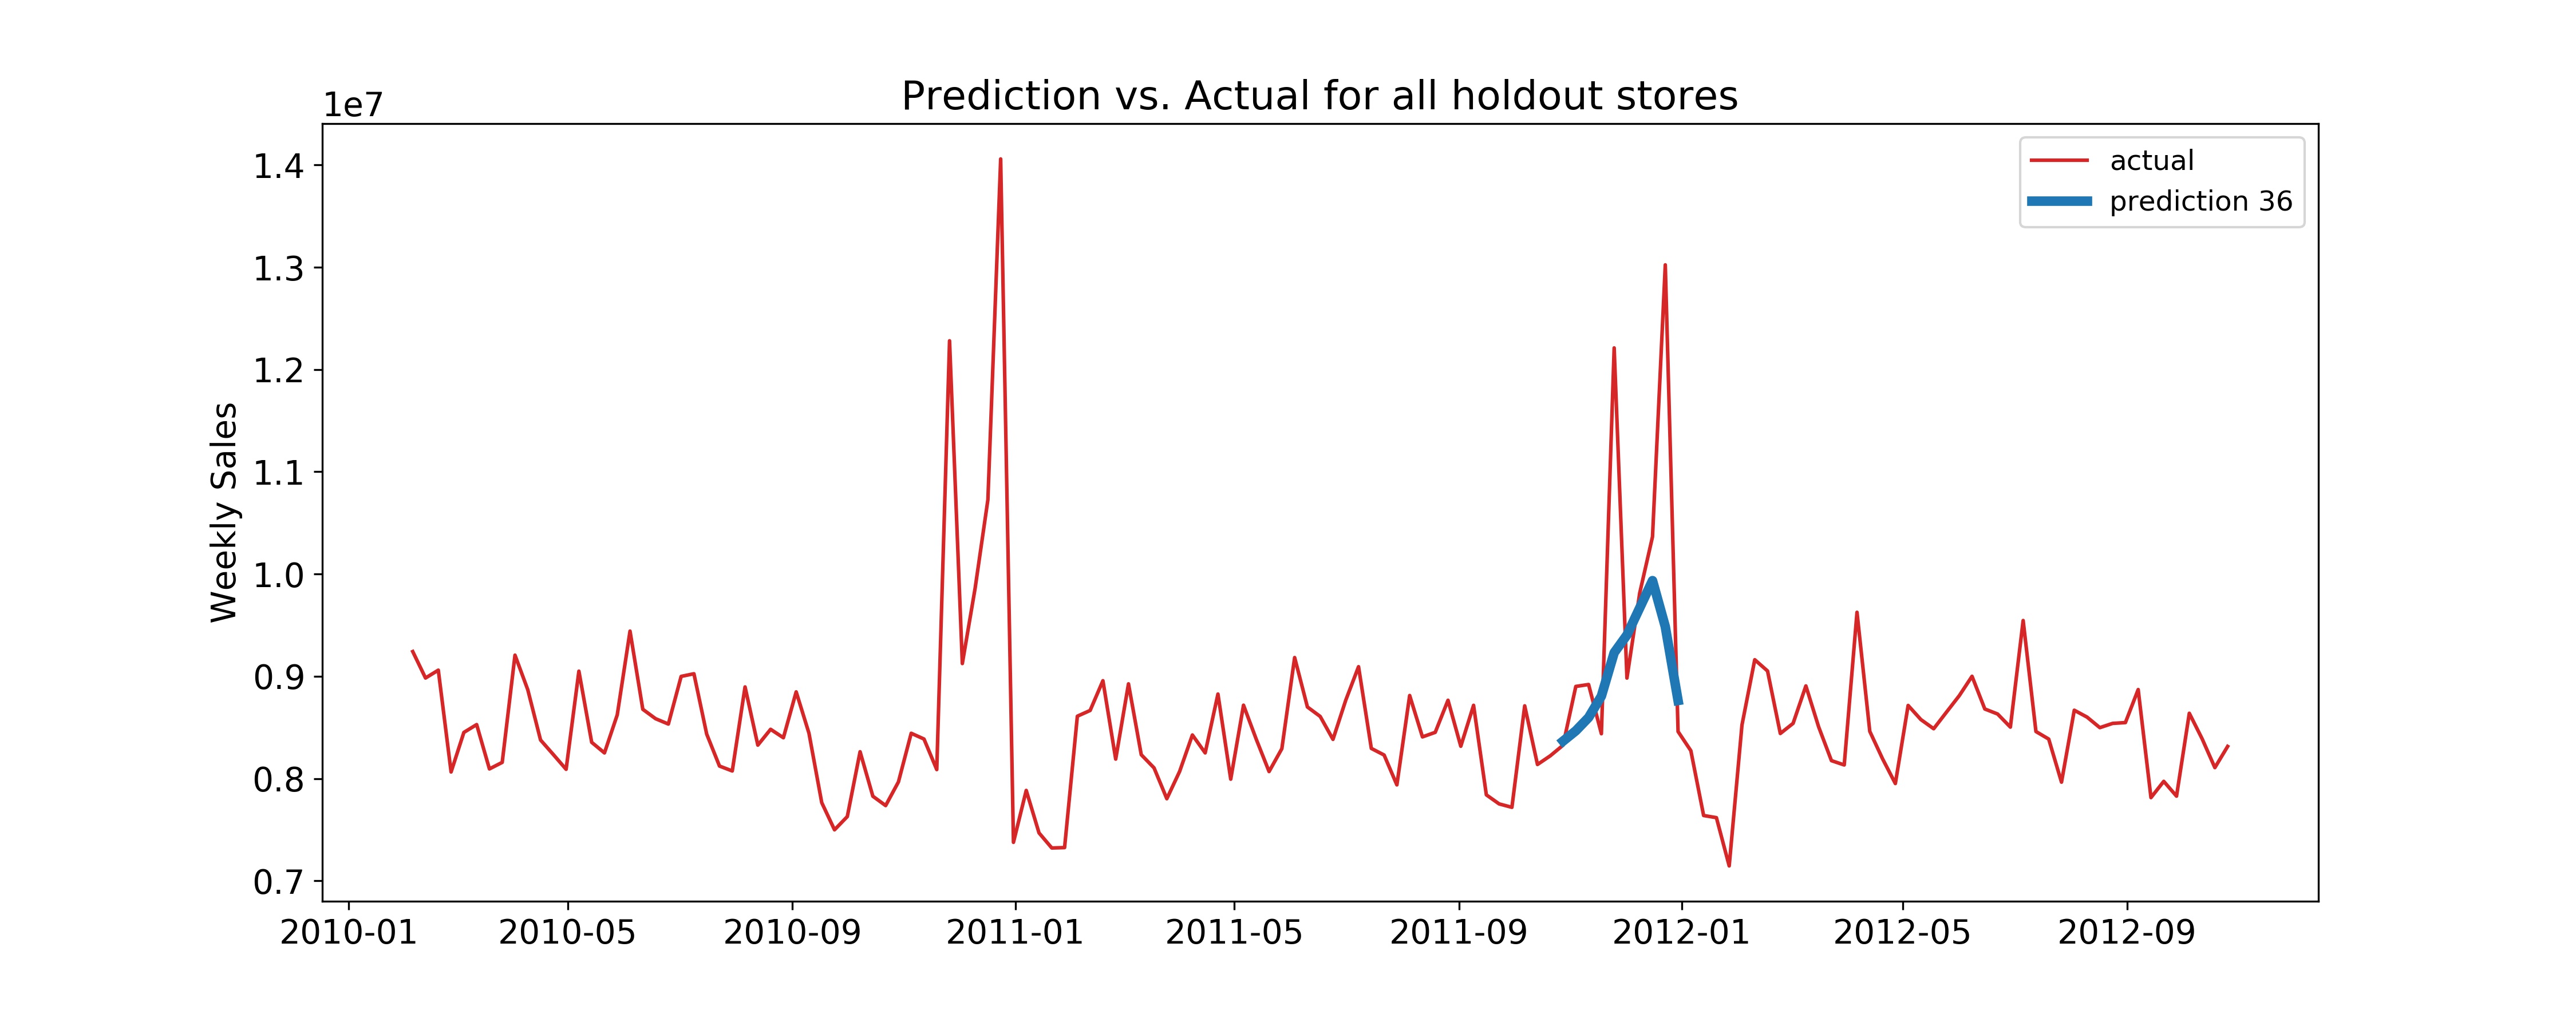 Prediction vs. Actual for all holdout stores
1e7
actual
prediction 36
1.4
1.3
1.2
1.1
1.0
0.9
0.8
0.7
Weekly Sales
2010-01 2010-05 2010-09 2011-01 2011-05 2011-09 2012-01 2012-05 2012-09